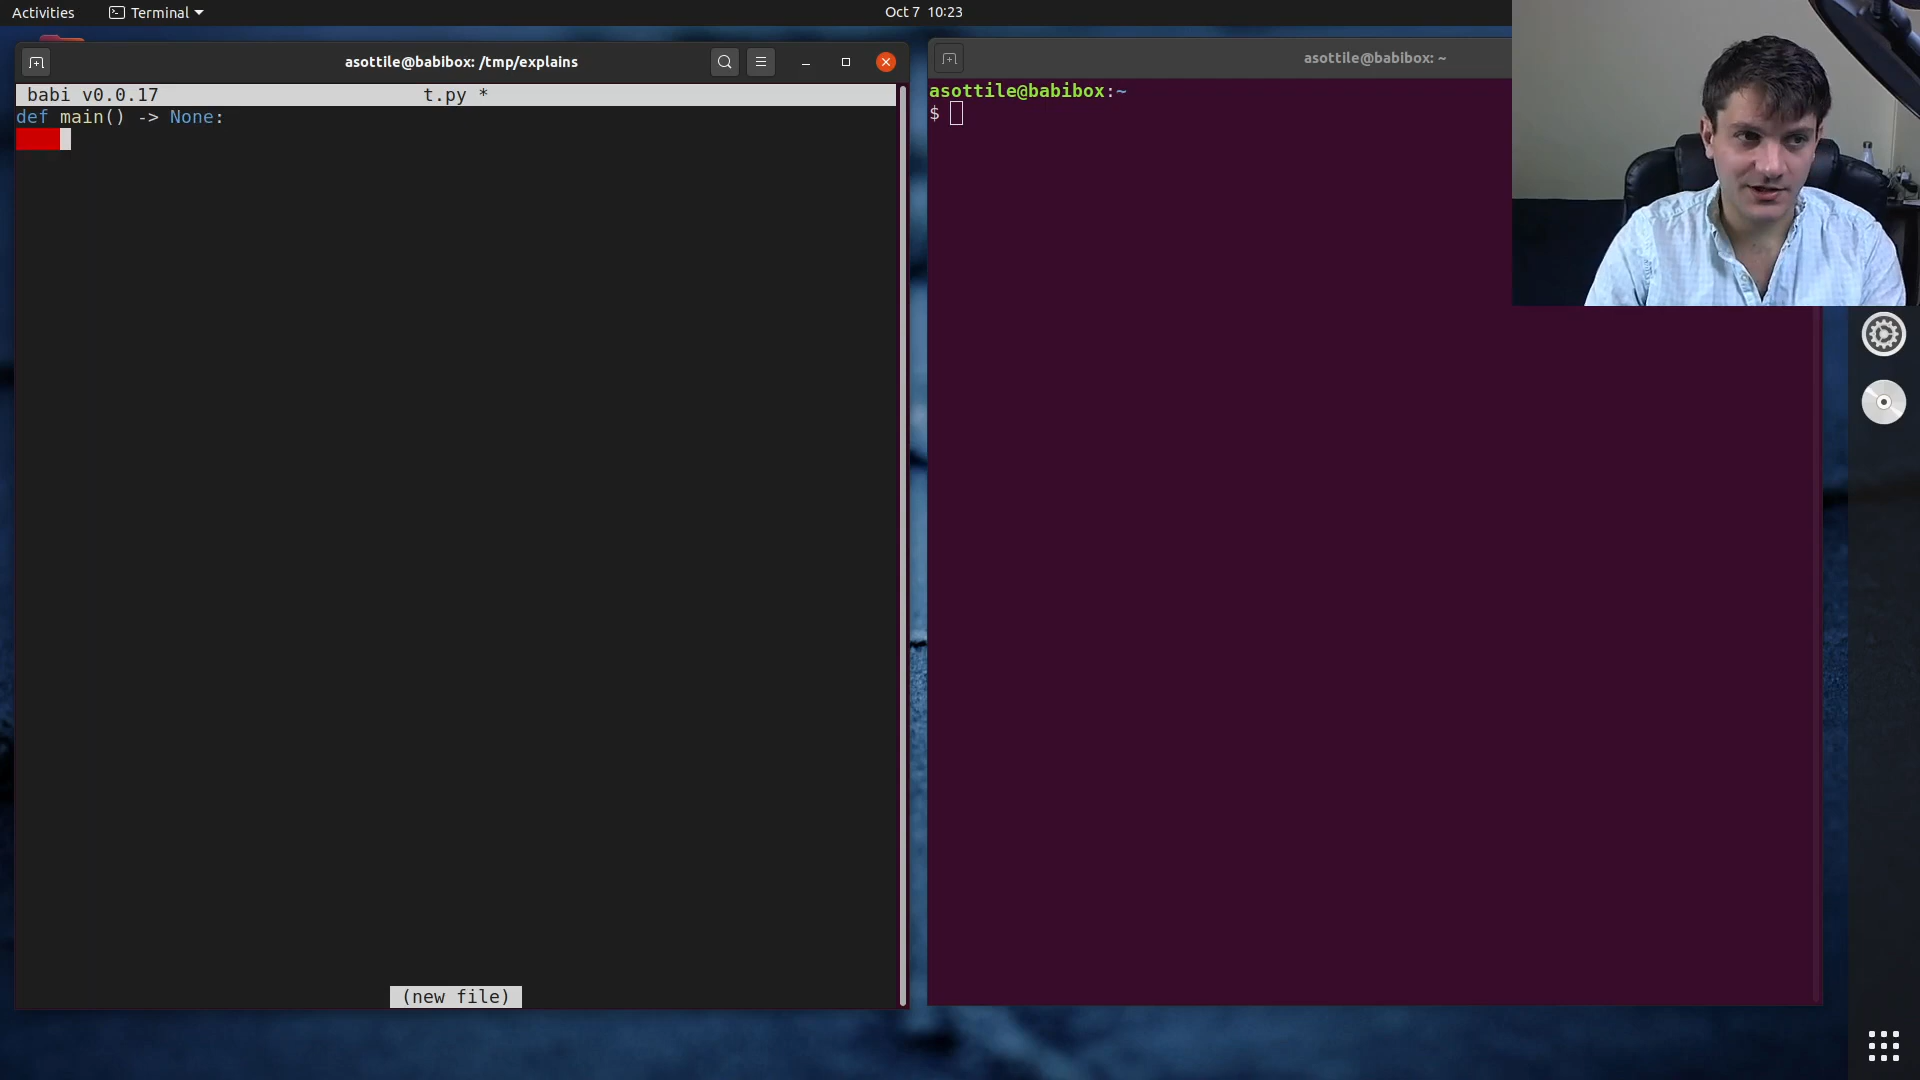 Activities
Terminal
Oct 7 10:23
asottile@babibox: /tmp/explains
babi v0.0.17 t.py *
def main() -> None:
(new file)
asottile@babibox: ~
asottile@babibox:~
$